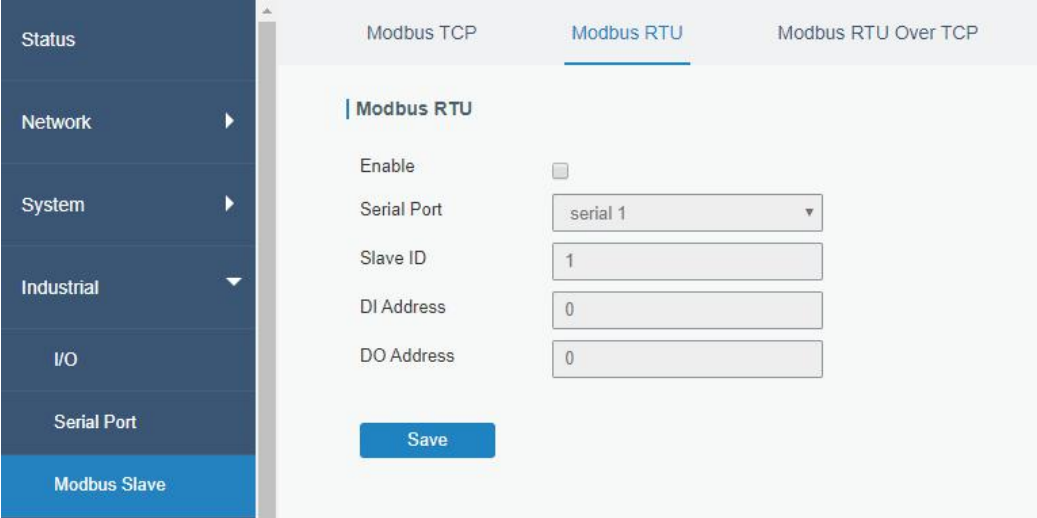 Status
Network
System
Industrial
I/O
Serial Port
Modbus Slave
Modbus TCP
Modbus RTU
Modbus RTU Over TCP
Modbus RTU
Enable
Serial Port serial 1
Slave ID 1
DI Address 0
DO Address 0
Save